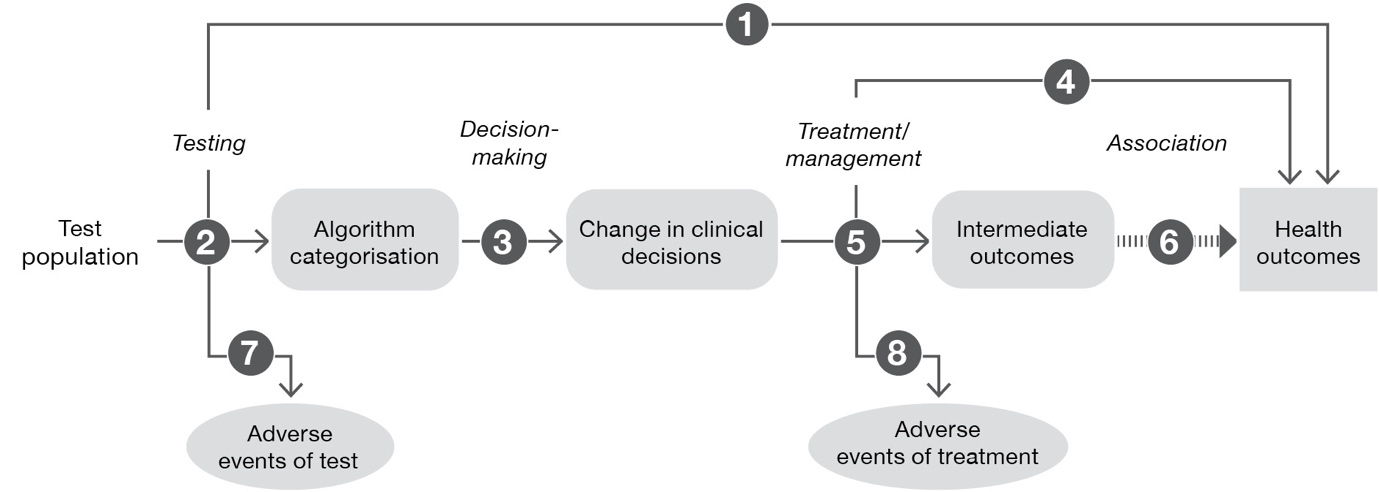 1
4
Testing
Decision-
making
Treatment/
management
Association
Test
population
2
Algorithm
categorisation
3
Change in clinical
decisions
5
Intermediate
outcomes
6
Health
outcomes
7
8
Adverse
events of test
Adverse
events of treatment